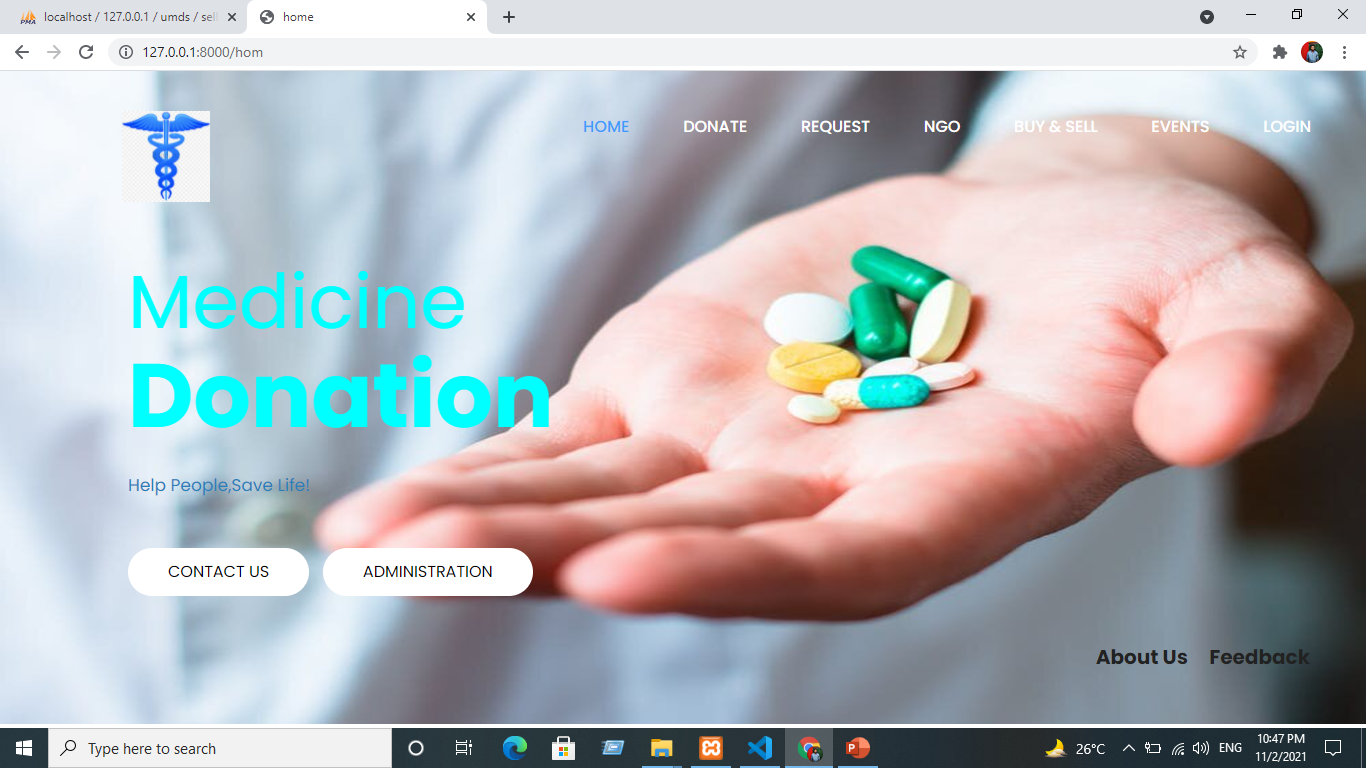 localhost / 127.0.0.1 / umds / sell
home
127.0.0.1:8000/hom
HOME DONATE REQUEST NGO BUY & SELL EVENTS LOGIN
Medicine
Donation
Help People,Save Life!
CONTACT US ADMINISTRATION
About Us Feedback
Type here to search
26°C
ENG
10:47 PM
11/2/2021